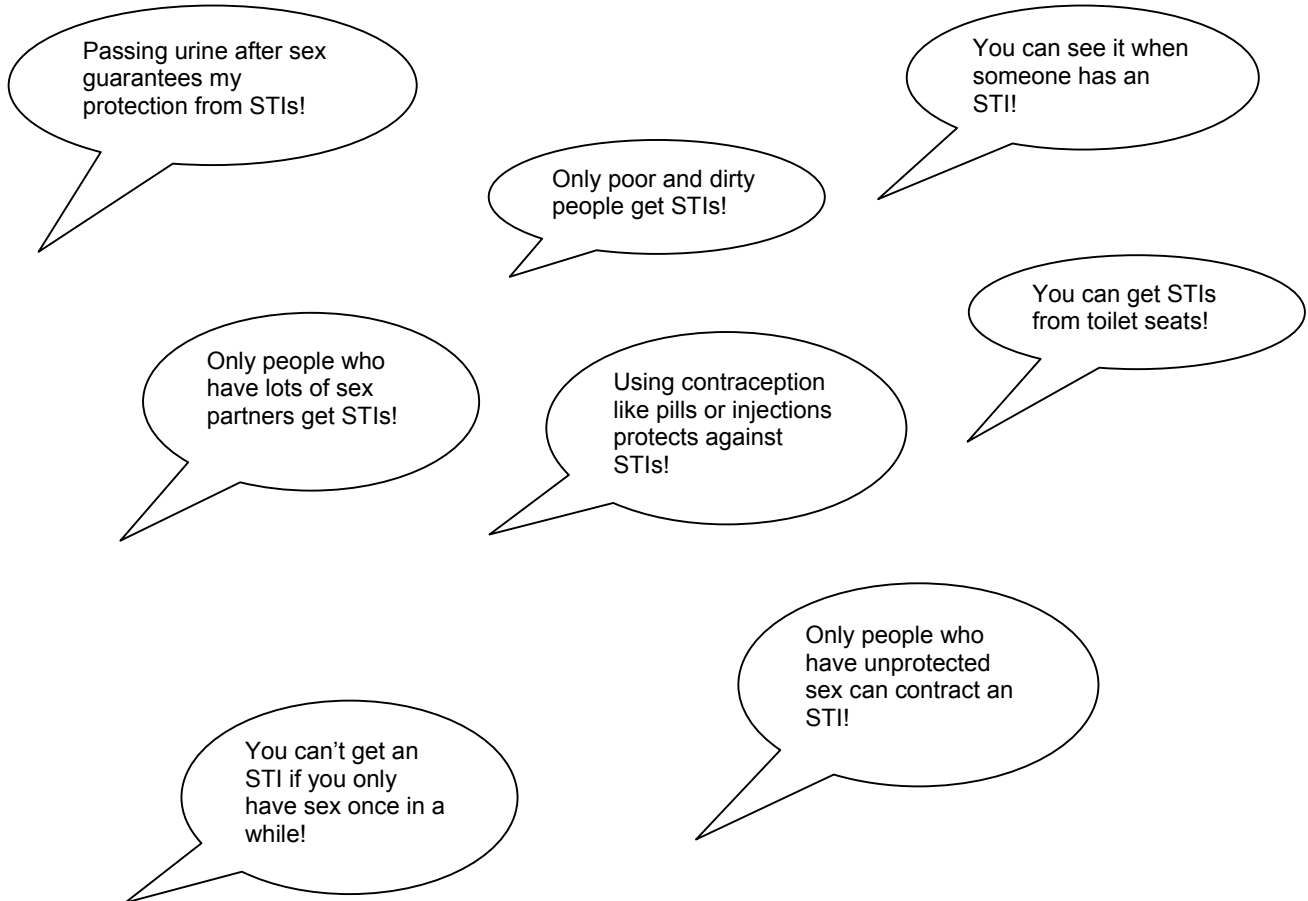 Passing urine after sex
guarantees my
protection from STIs!
You can see it when
someone has an
STI!
Only poor and dirty
people get STIs!
You can get STIs
from toilet seats!
Only people who
have lots of sex
partners get STIs!
Using contraception
like pills or injections
protects against
STIs!
Only people who
have unprotected
sex can contract an
STI!
You can’t get an
STI if you only
have sex once in a
while!